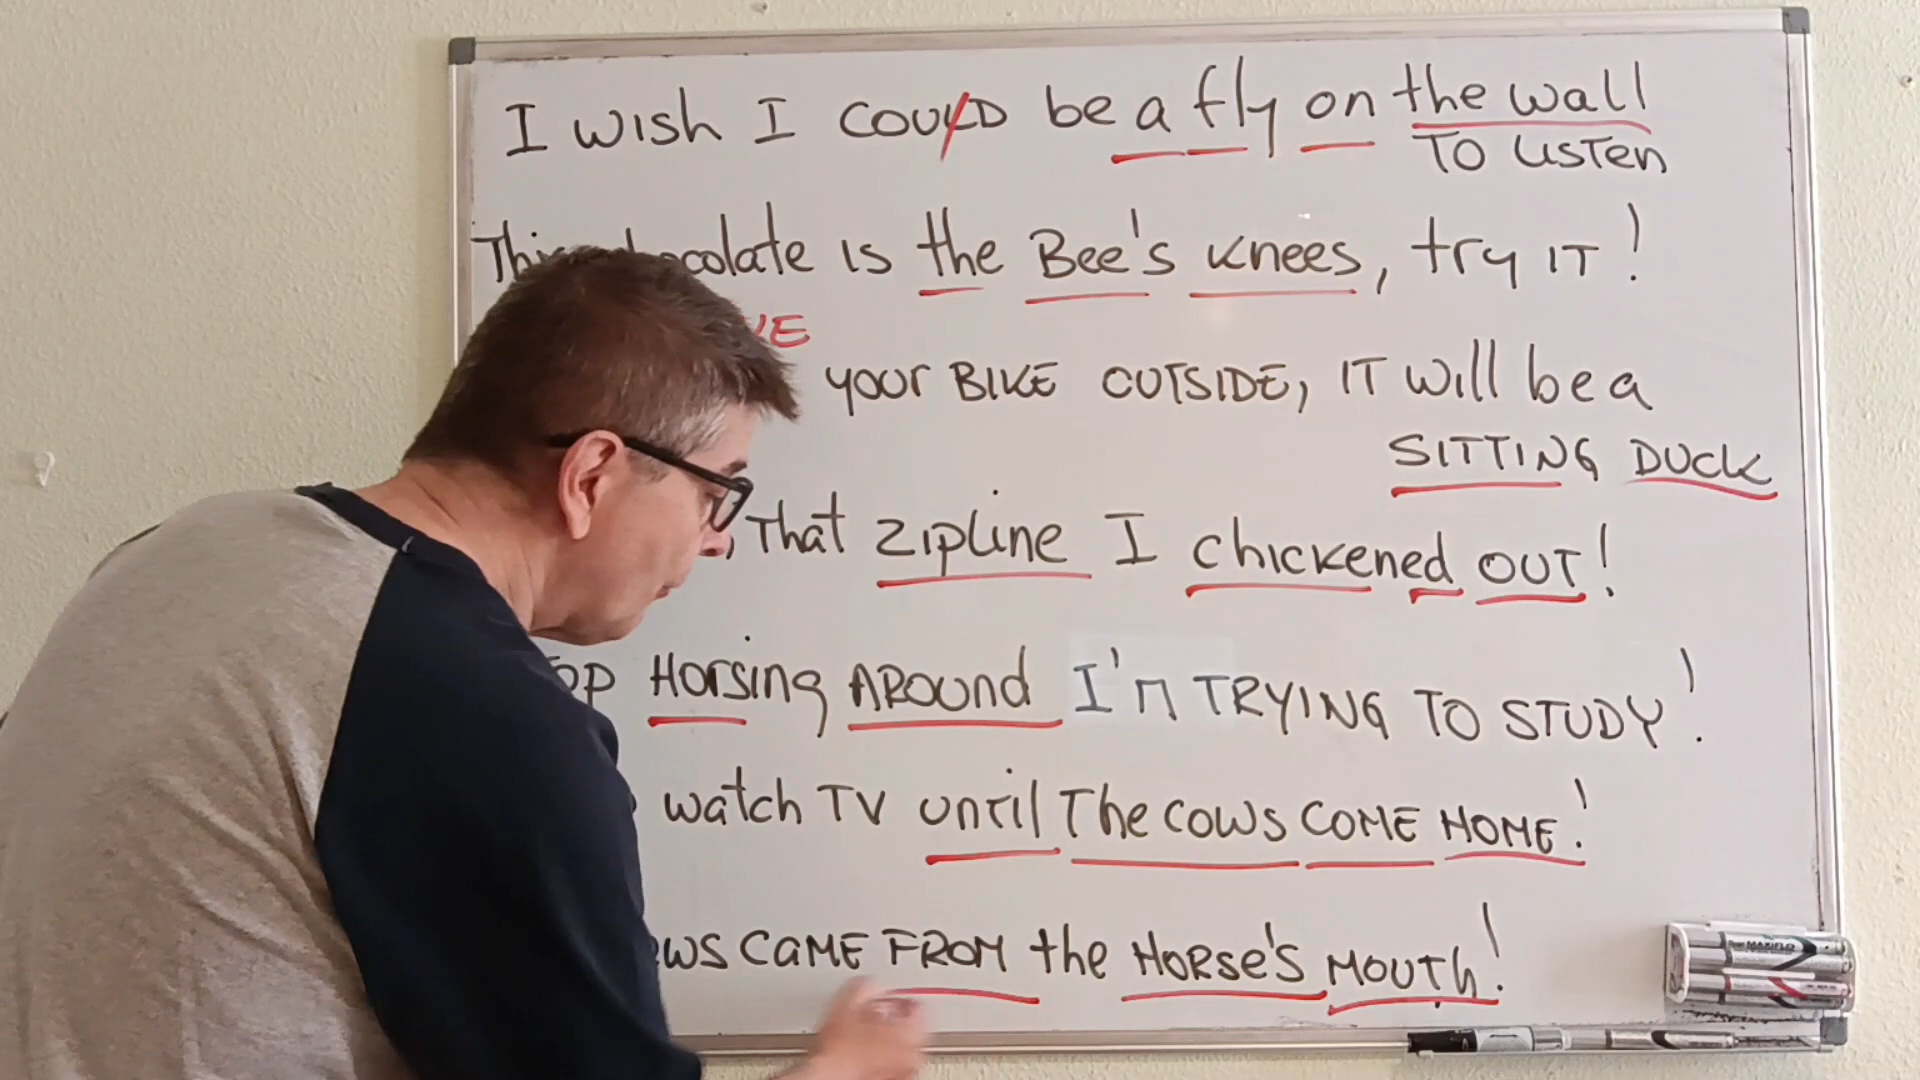 I wish I COULD be a fly on the wall
TO LISTEN
is the Bee's knees, try IT!
your BIKE OUTSIDE, IT will be a
SITTING DUCK
, That zipline I chickened OUT!
Horsing AROUND I'M TRYING TO STUDY!
watch TV until The cows COME HOME!
CAME FROM the HORSE'S MOUTH!